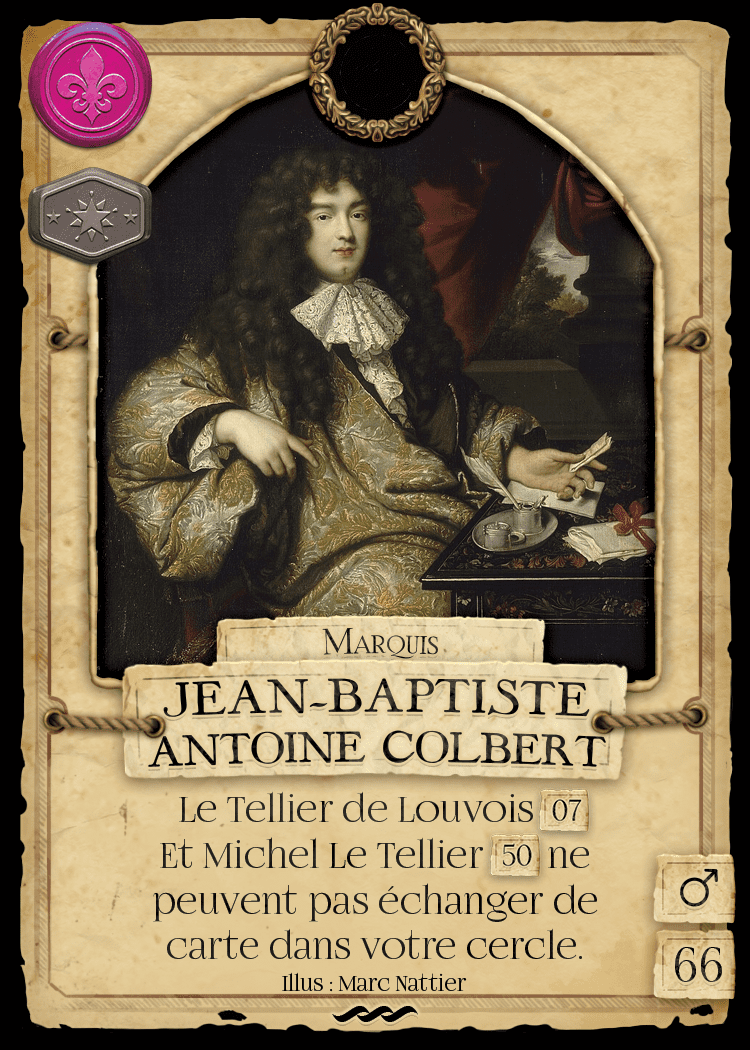 Marquis
JEAN-BAPTISTE
ANTOINE COLBERT
Le Tellier de Louvois 07
Et Michel Le Tellier 50 ne
peuvent pas échanger de
carte dans votre cercle.
Illus : Marc Nattier
♂
66